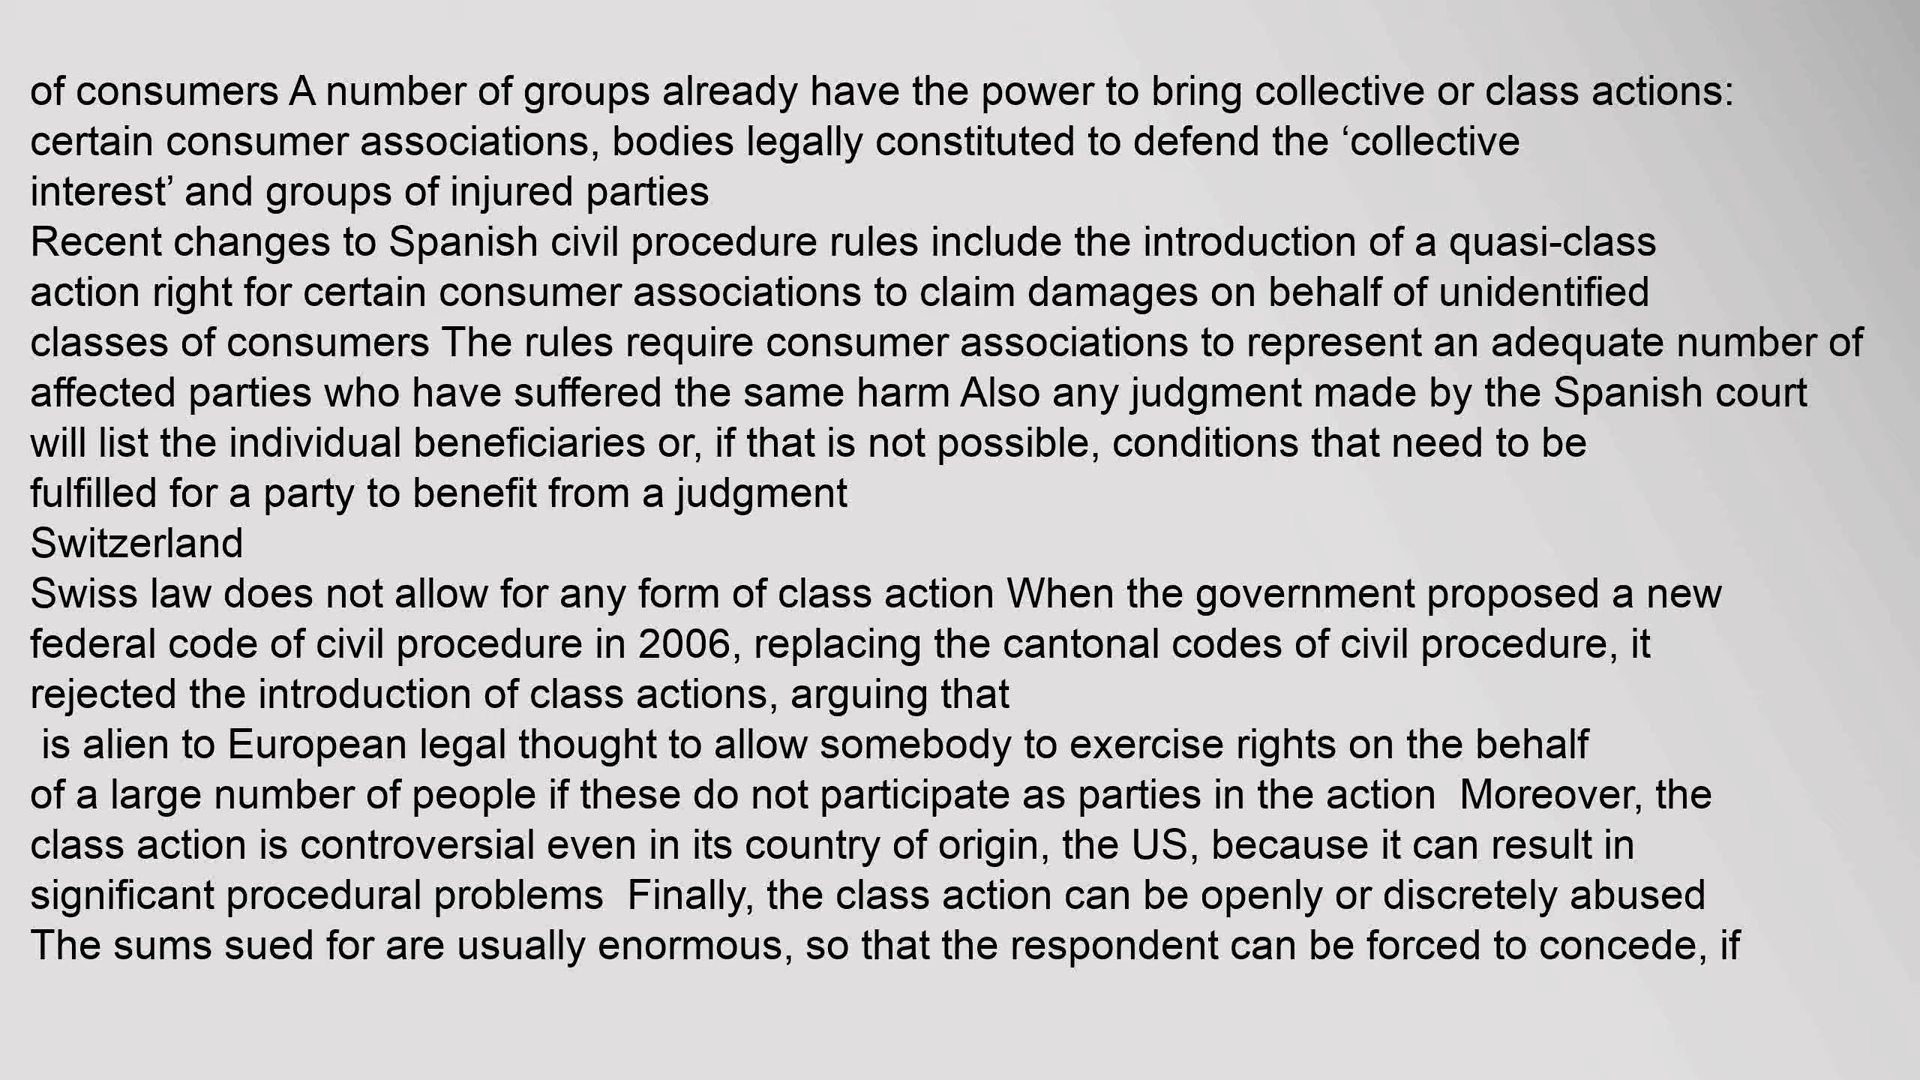 of consumers A number of groups already have the power to bring collective or class actions:
certain consumer associations, bodies legally constituted to defend the ‘collective
interest’ and groups of injured parties
Recent changes to Spanish civil procedure rules include the introduction of a quasi-class
action right for certain consumer associations to claim damages on behalf of unidentified
classes of consumers The rules require consumer associations to represent an adequate number of
affected parties who have suffered the same harm Also any judgment made by the Spanish court
will list the individual beneficiaries or, if that is not possible, conditions that need to be
fulfilled for a party to benefit from a judgment
Switzerland
Swiss law does not allow for any form of class action When the government proposed a new
federal code of civil procedure in 2006, replacing the cantonal codes of civil procedure, it
rejected the introduction of class actions, arguing that
is alien to European legal thought to allow somebody to exercise rights on the behalf
of a large number of people if these do not participate as parties in the action  Moreover, the
class action is controversial even in its country of origin, the US, because it can result in
significant procedural problems  Finally, the class action can be openly or discretely abused
The sums sued for are usually enormous, so that the respondent can be forced to concede, if